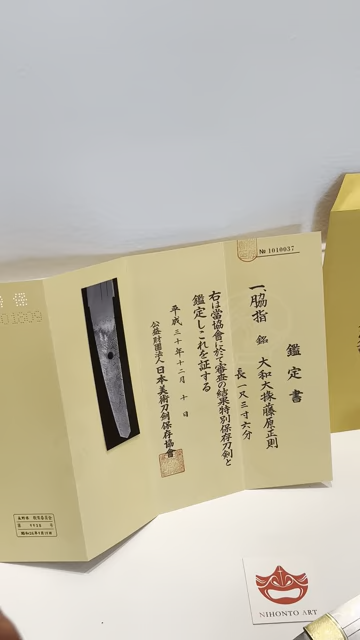 № 1010037
鑑定書
一、脇指 銘 大和大掾藤原正則
長一尺三寸六分
右は當協會に於て審査の結果特別保存刀剣と
鑑定しこれを証する
平成三十年十二月十日
公益財団法人日本美術刀剣保存協會
NIHONTO ART